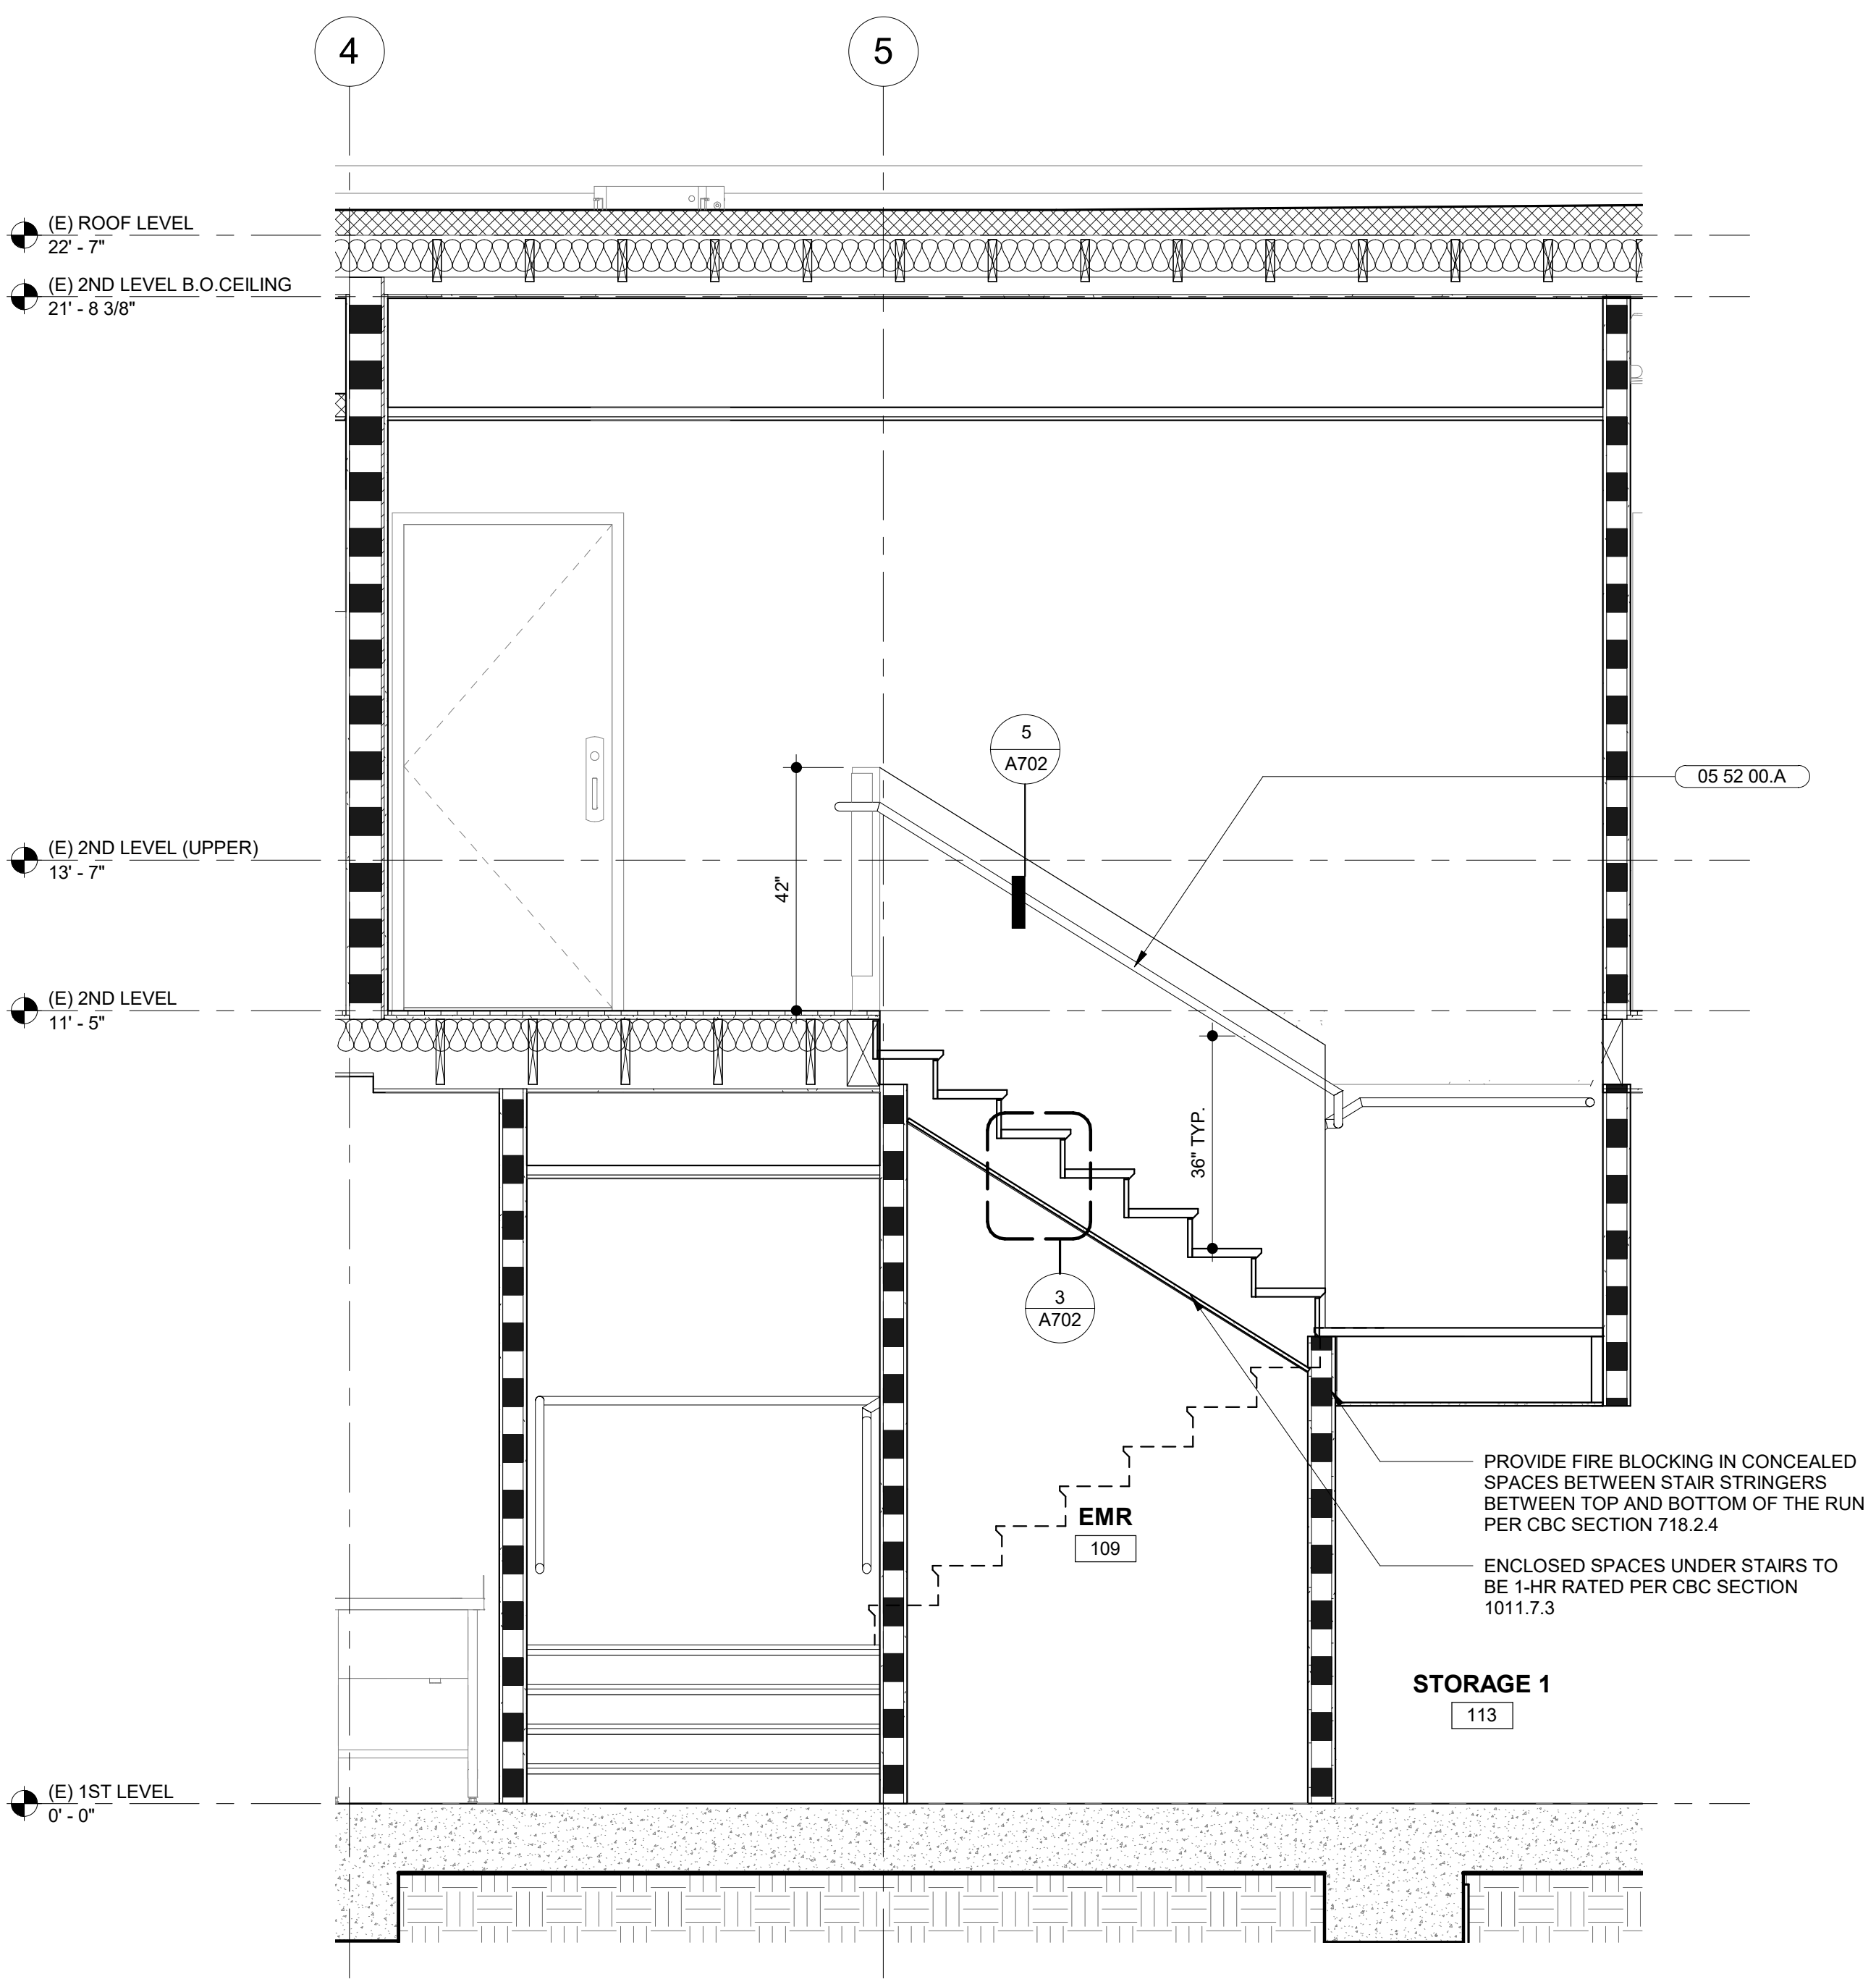 4
5
(E) ROOF LEVEL
22' - 7"
(E) 2ND LEVEL B.O.CEILING
21' - 8 3/8"
5
A702
05 52 00.A
(E) 2ND LEVEL (UPPER)
13' - 7"
42"
(E) 2ND LEVEL
11' - 5"
36" TYP.
3
A702
PROVIDE FIRE BLOCKING IN CONCEALED
SPACES BETWEEN STAIR STRINGERS
BETWEEN TOP AND BOTTOM OF THE RUN
PER CBC SECTION 718.2.4
EMR
109
ENCLOSED SPACES UNDER STAIRS TO
BE 1-HR RATED PER CBC SECTION
1011.7.3
STORAGE 1
113
(E) 1ST LEVEL
0' - 0"